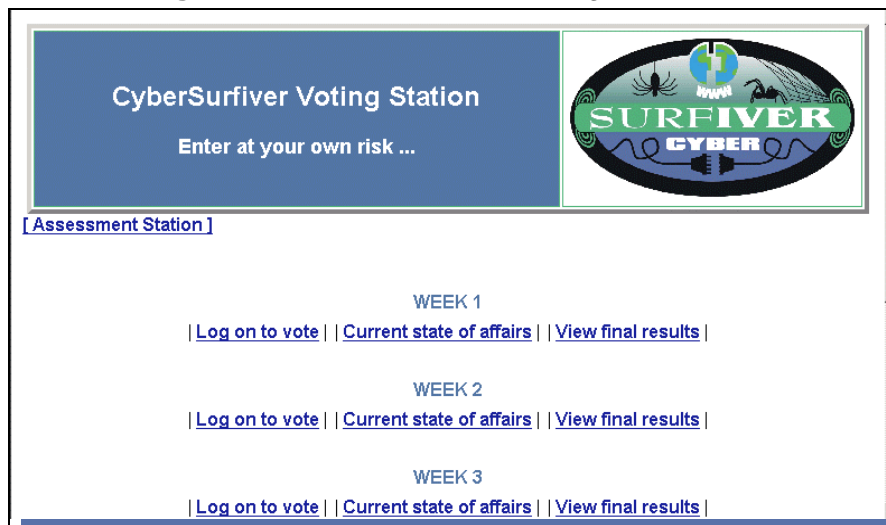 CyberSurfiver Voting Station
Enter at your own risk ...
WWW
SURFIVER
CYBER
[ Assessment Station ]
WEEK 1
| Log on to vote | | Current state of affairs | | View final results |
WEEK 2
| Log on to vote | | Current state of affairs | | View final results |
WEEK 3
| Log on to vote | | Current state of affairs | | View final results |